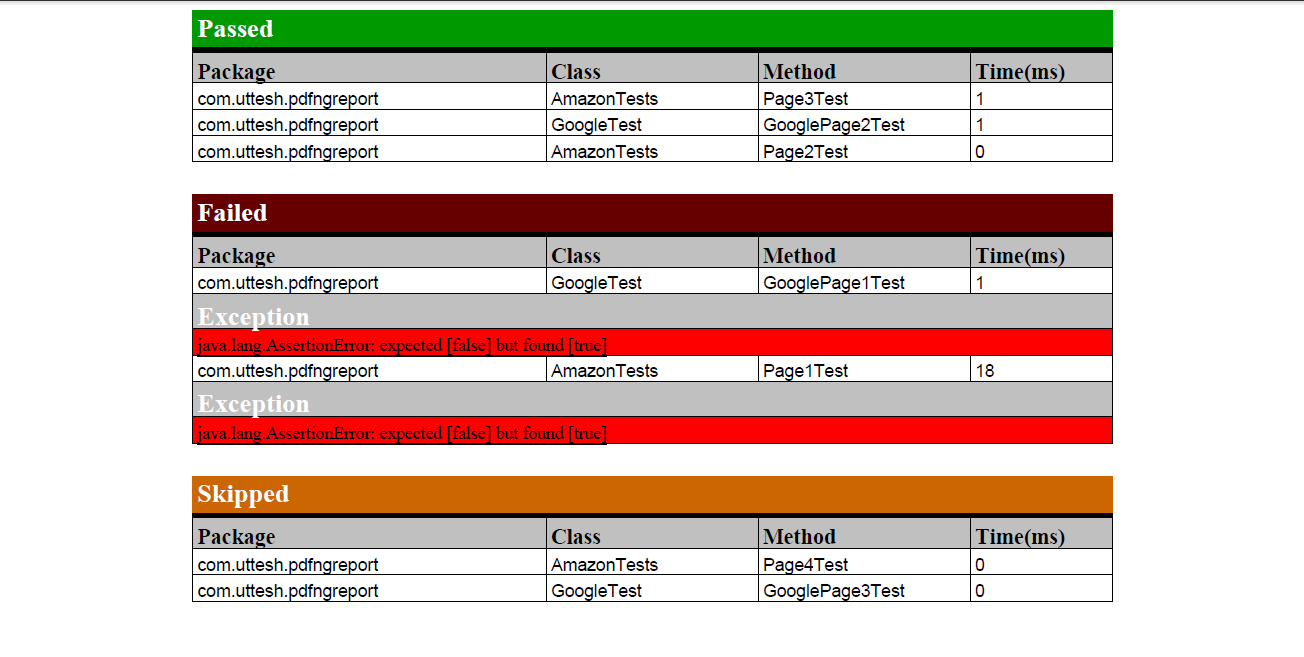 Passed
Package Class Method Time(ms)
com.uttesh.pdfngreport AmazonTests Page3Test 1
com.uttesh.pdfngreport GoogleTest GooglePage2Test 1
com.uttesh.pdfngreport AmazonTests Page2Test 0
Failed
Package Class Method Time(ms)
com.uttesh.pdfngreport GoogleTest GooglePage1Test 1
Exception
java.lang.AssertionError: expected [false] but found [true]
com.uttesh.pdfngreport AmazonTests Page1Test 18
Exception
java.lang.AssertionError: expected [false] but found [true]
Skipped
Package Class Method Time(ms)
com.uttesh.pdfngreport AmazonTests Page4Test 0
com.uttesh.pdfngreport GoogleTest GooglePage3Test 0